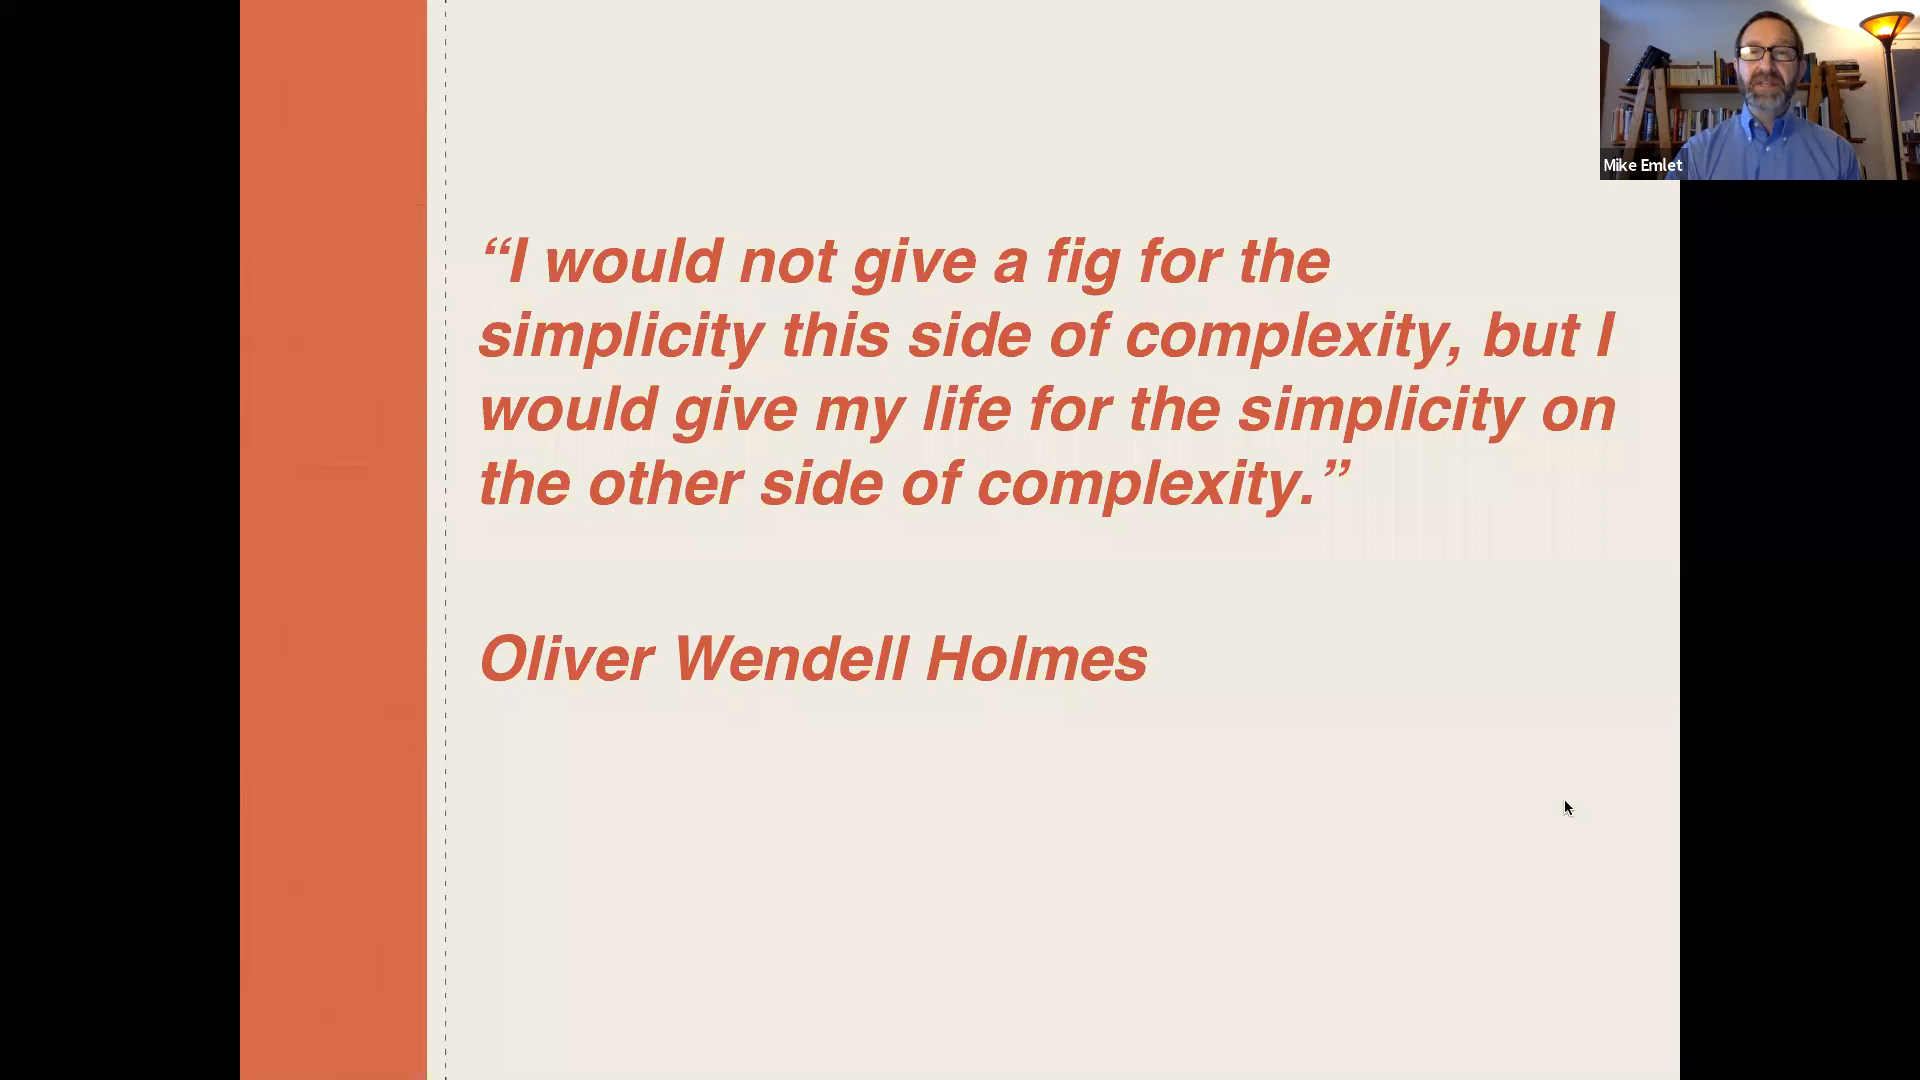 “I would not give a fig for the
simplicity this side of complexity, but I
would give my life for the simplicity on
the other side of complexity.”
Oliver Wendell Holmes
Mike Emlet